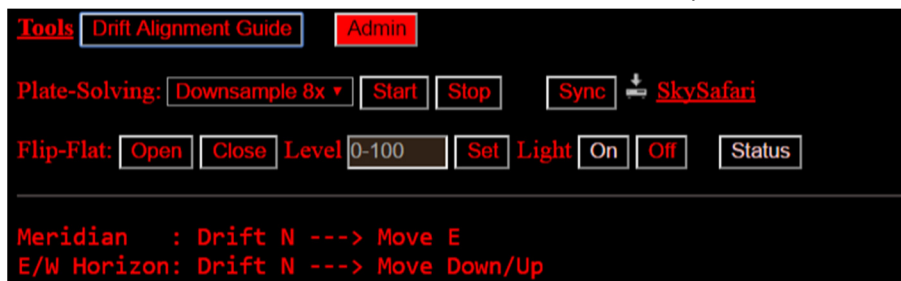 Tools Drift Alignment Guide Admin
Plate-Solving: Downsample 8x Start Stop Sync SkySafari
Flip-Flat: Open Close Level 0-100 Set Light On Off Status
Meridian   : Drift N ---> Move E
E/W Horizon: Drift N ---> Move Down/Up